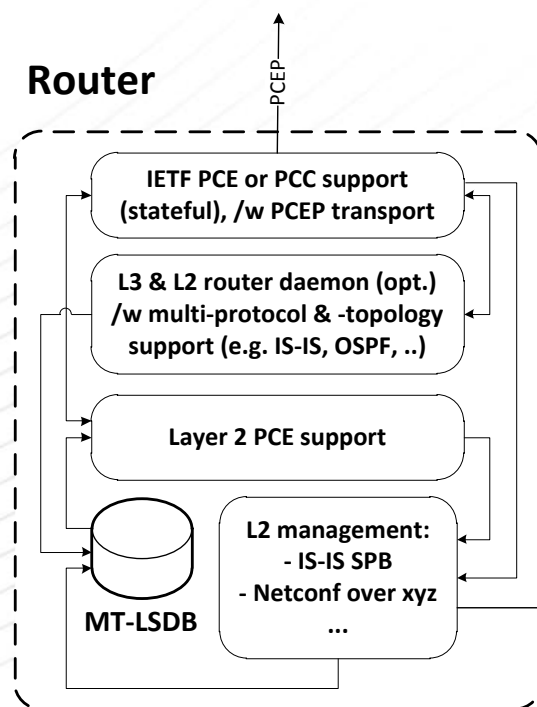 PCEP
Router
IETF PCE or PCC support
(stateful), /w PCEP transport
L3 & L2 router daemon (opt.)
/w multi-protocol & -topology
support (e.g. IS-IS, OSPF, ..)
Layer 2 PCE support
L2 management:
- IS-IS SPB
- Netconf over xyz
...
MT-LSDB